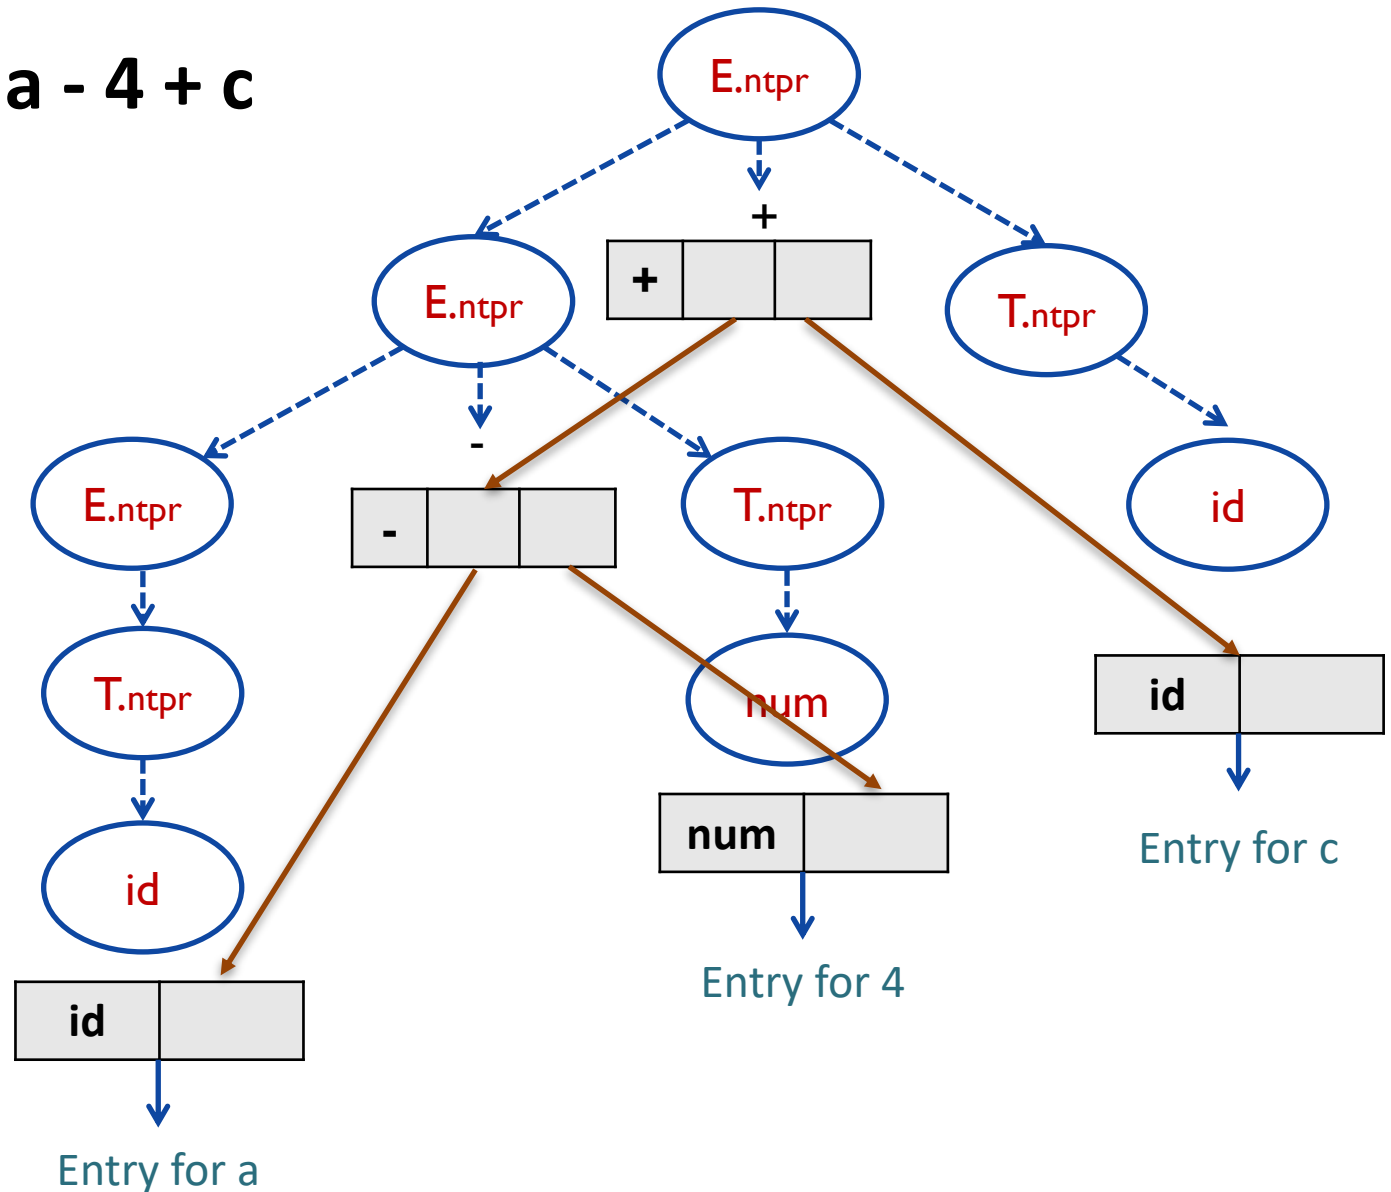 a - 4 + c
E.ntpr
+
+
E.ntpr
T.ntpr
-
E.ntpr
-
T.ntpr
id
T.ntpr
num
id
num
Entry for c
id
Entry for 4
id
Entry for a